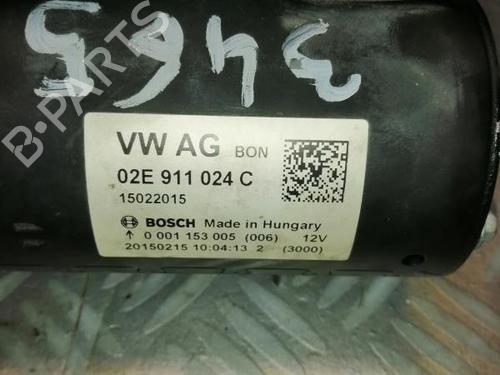 3465
B-PARTS
VW AG BON
02E 911 024 C
15022015
BOSCH Made in Hungary
0 001 153 005 (006) 12V
20150215 10:04:13 2 (3000)